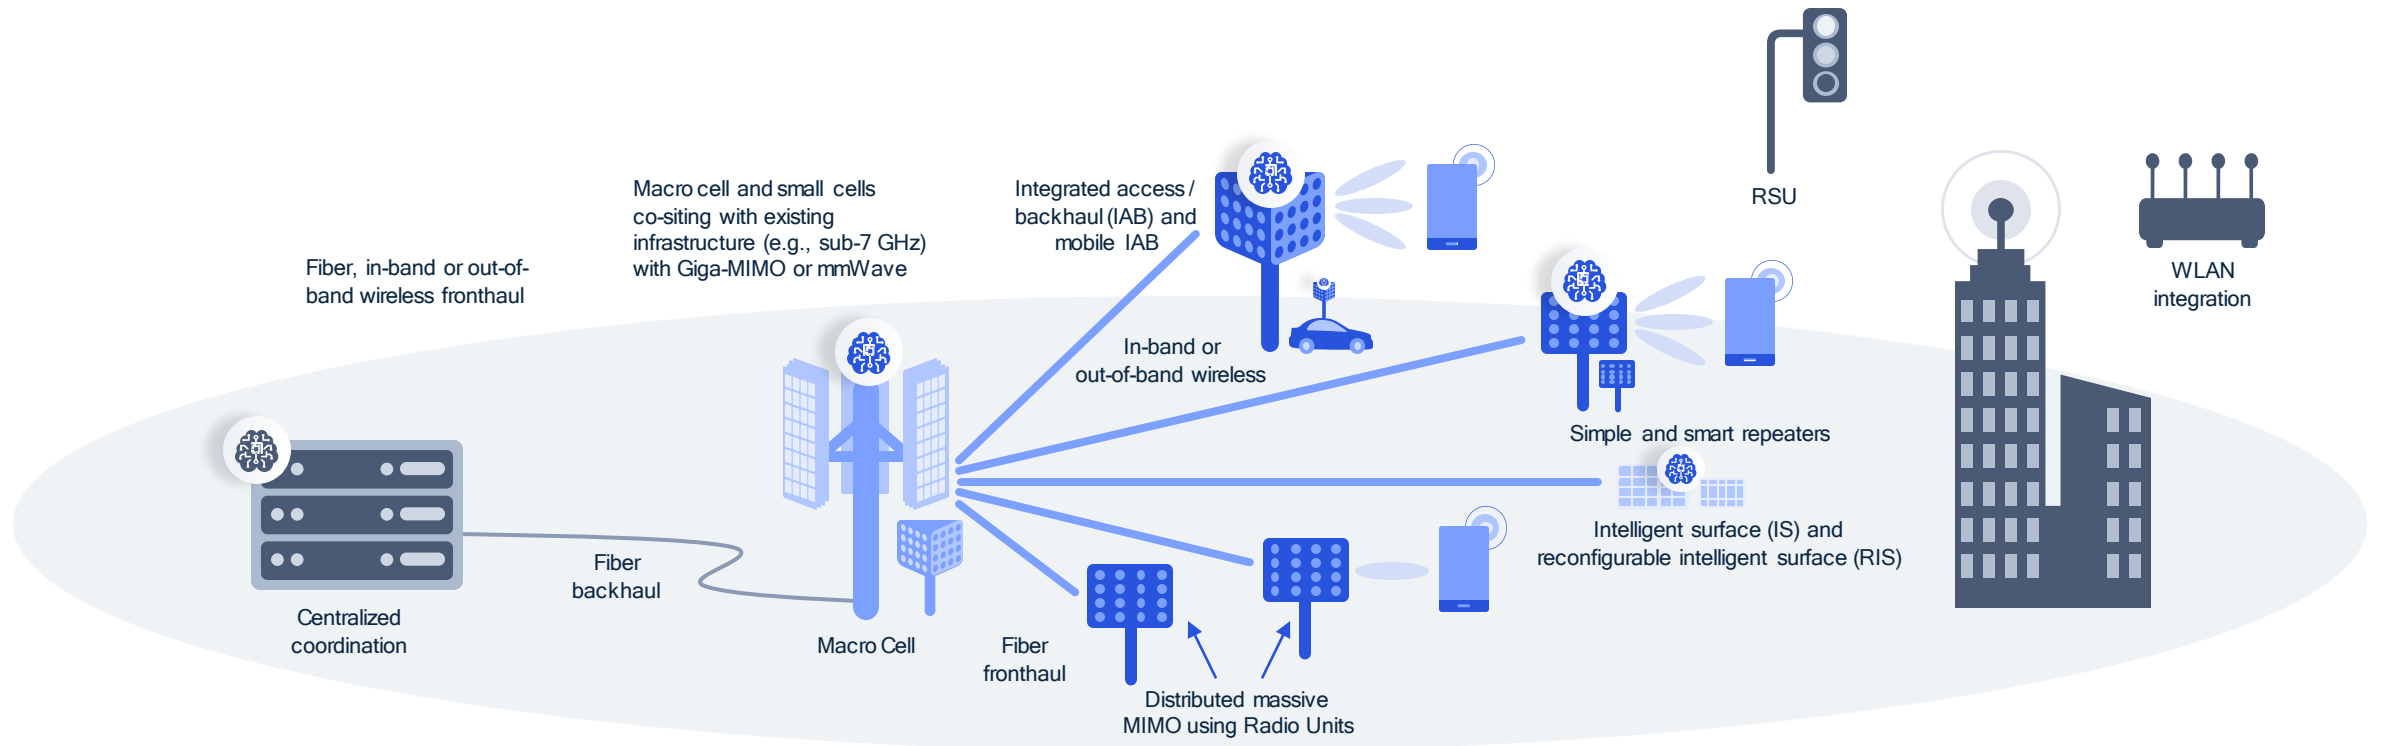 RSU
Macro cell and small cells
co-siting with existing
infrastructure (e.g., sub-7 GHz)
with Giga-MIMO or mmWave
Integrated access/
backhaul (IAB) and
mobile IAB
Fiber, in-band or out-of-
band wireless fronthaul
WLAN
integration
In-band or
out-of-band wireless
Simple and smart repeaters
Intelligent surface (IS) and
reconfigurable intelligent surface (RIS)
Fiber
backhaul
Centralized
coordination
Macro Cell
Fiber
fronthaul
Distributed massive
MIMO using Radio Units